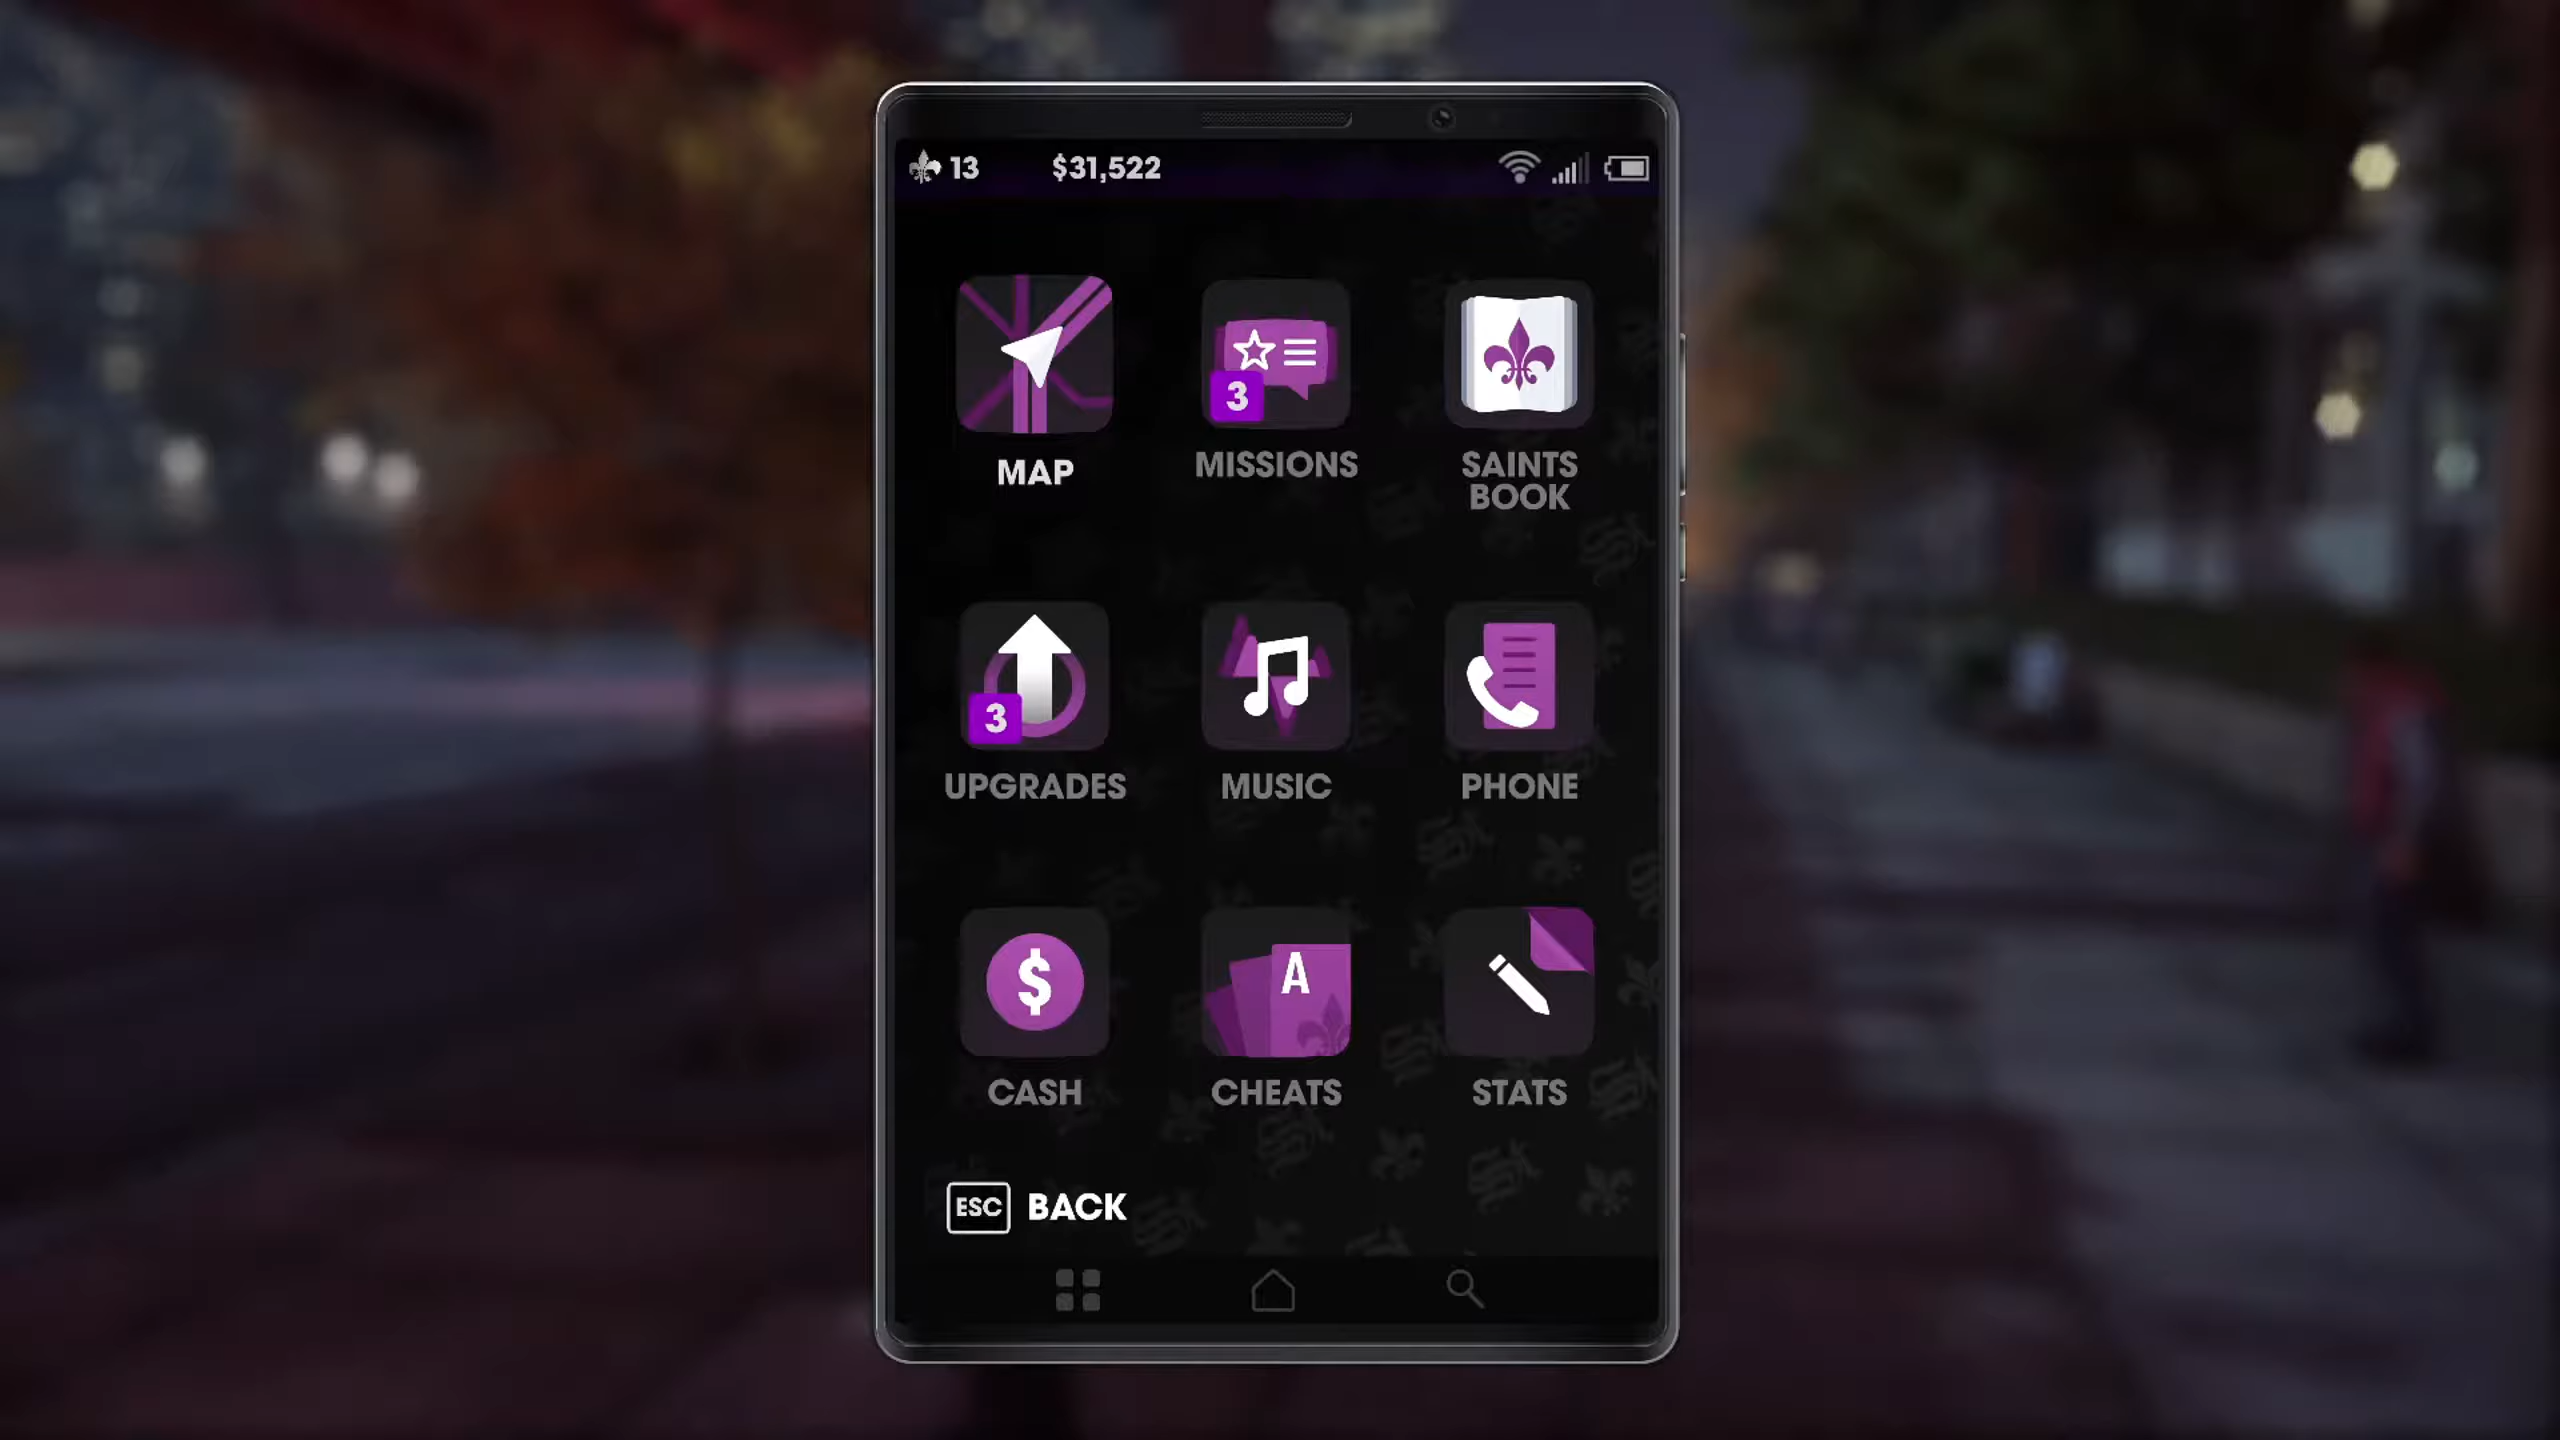 13 $31,522
MAP
MISSIONS
3
SAINTS
BOOK
UPGRADES
3
MUSIC
PHONE
$
CASH
A
CHEATS
STATS
ESC BACK